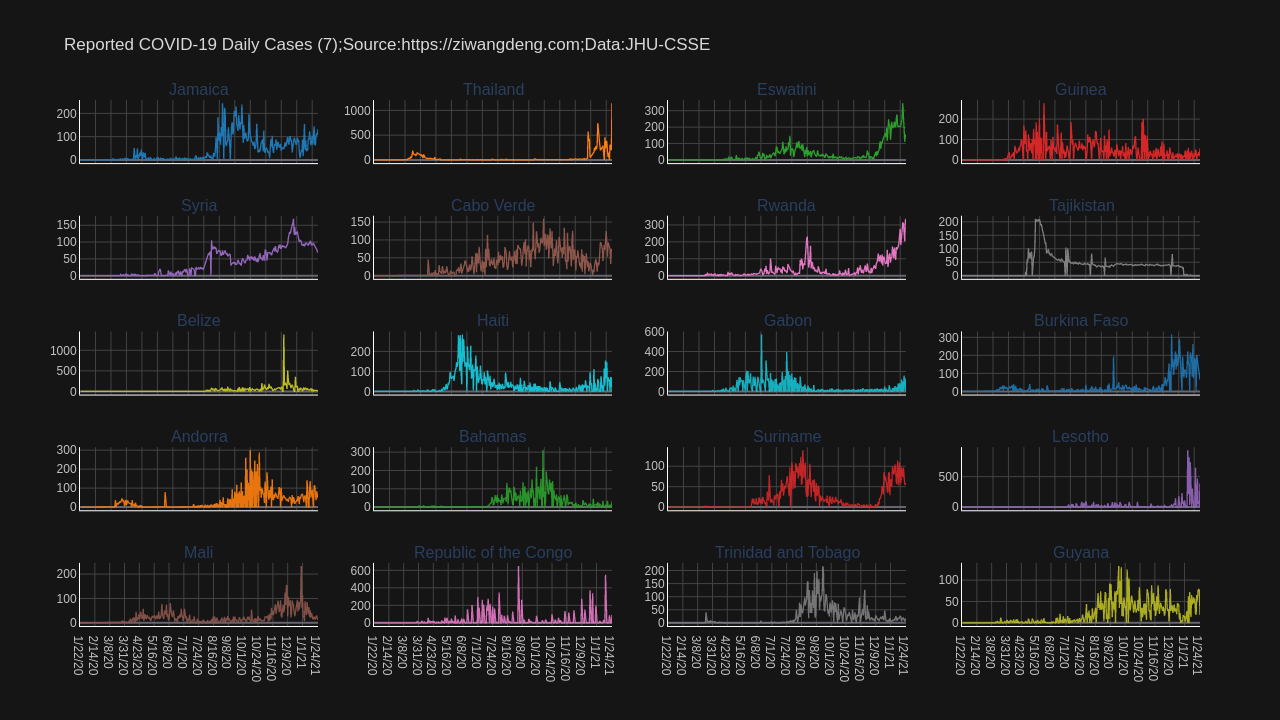 Reported COVID-19 Daily Cases (7);Source:https://ziwangdeng.com;Data:JHU-CSSE
Jamaica
200
100
0
Thailand
1000
500
0
Eswatini
300
200
100
0
Guinea
200
100
0
Syria
150
100
50
0
Cabo Verde
150
100
50
0
Rwanda
300
200
100
0
Tajikistan
200
150
100
50
0
Belize
1000
500
0
Haiti
200
100
0
Gabon
600
400
200
0
Burkina Faso
300
200
100
0
Andorra
300
200
100
0
Bahamas
300
200
100
0
Suriname
100
50
0
Lesotho
500
0
Mali
200
100
0
Republic of the Congo
600
400
200
0
Trinidad and Tobago
200
150
100
50
0
Guyana
100
50
0
1/22/20 2/14/20 3/8/20 3/31/20 4/23/20 5/16/20 6/8/20 7/1/20 7/24/20 8/16/20 9/8/20 10/1/20 10/24/20 11/16/20 12/9/20 1/1/21 1/24/21
1/22/20 2/14/20 3/8/20 3/31/20 4/23/20 5/16/20 6/8/20 7/1/20 7/24/20 8/16/20 9/8/20 10/1/20 10/24/20 11/16/20 12/9/20 1/1/21 1/24/21
1/22/20 2/14/20 3/8/20 3/31/20 4/23/20 5/16/20 6/8/20 7/1/20 7/24/20 8/16/20 9/8/20 10/1/20 10/24/20 11/16/20 12/9/20 1/1/21 1/24/21
1/22/20 2/14/20 3/8/20 3/31/20 4/23/20 5/16/20 6/8/20 7/1/20 7/24/20 8/16/20 9/8/20 10/1/20 10/24/20 11/16/20 12/9/20 1/1/21 1/24/21